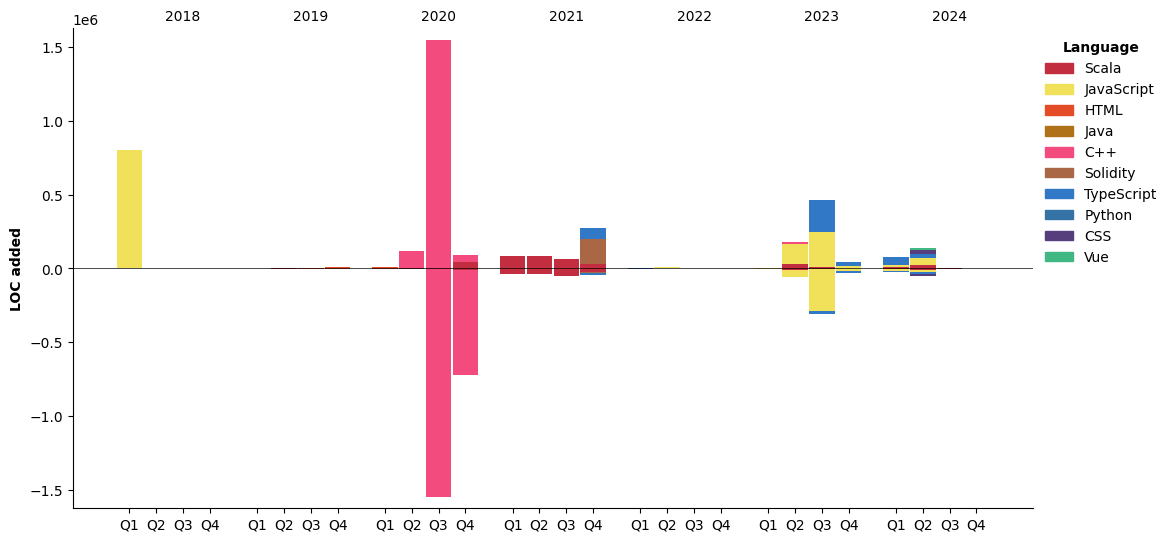 1e6
2018 2019 2020 2021 2022 2023 2024
LOC added
1.5
1.0
0.5
0.0
−0.5
−1.0
−1.5
Q1 Q2 Q3 Q4 Q1 Q2 Q3 Q4 Q1 Q2 Q3 Q4 Q1 Q2 Q3 Q4 Q1 Q2 Q3 Q4 Q1 Q2 Q3 Q4 Q1 Q2 Q3 Q4
Language
Scala
JavaScript
HTML
Java
C++
Solidity
TypeScript
Python
CSS
Vue